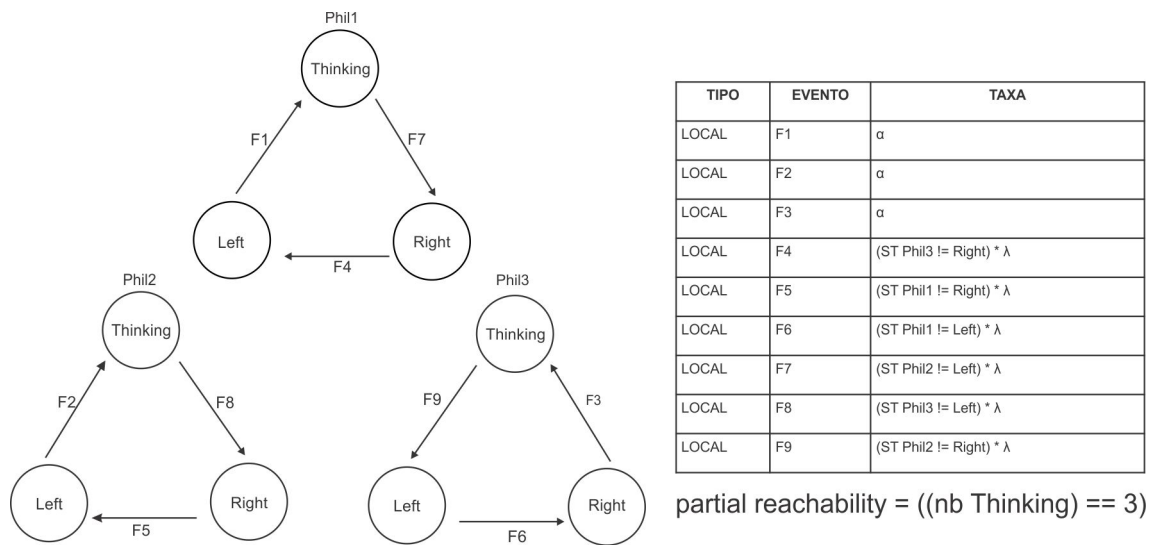 Phil1
Thinking
F1
F7
Left
Right
F4
Phil2
Thinking
F2
F8
Left
Right
F5
Phil3
Thinking
F9
F3
Left
Right
F6
TIPO EVENTO TAXA
LOCAL F1 α
LOCAL F2 α
LOCAL F3 α
LOCAL F4 (ST Phil3 != Right) * λ
LOCAL F5 (ST Phil1 != Right) * λ
LOCAL F6 (ST Phil1 != Left) * λ
LOCAL F7 (ST Phil2 != Left) * λ
LOCAL F8 (ST Phil3 != Left) * λ
LOCAL F9 (ST Phil2 != Right) * λ
partial reachability = ((nb Thinking) == 3)